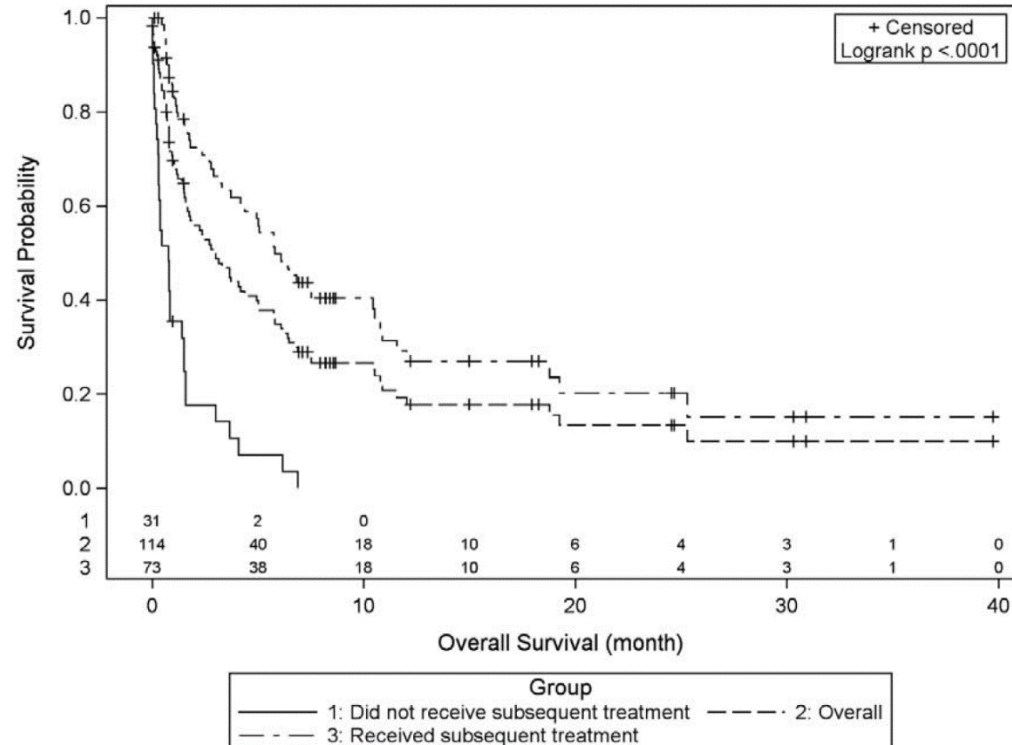 1.0
+ Censored
Logrank p <.0001
0.8
0.6
0.4
0.2
0.0
Survival Probability
1 31 2 0
2 114 40 18 10 6 4 3 1 0
3 73 38 18 10 6 4 3 1 0
0 10 20 30 40
Overall Survival (month)
Group
1: Did not receive subsequent treatment 2: Overall
3: Received subsequent treatment